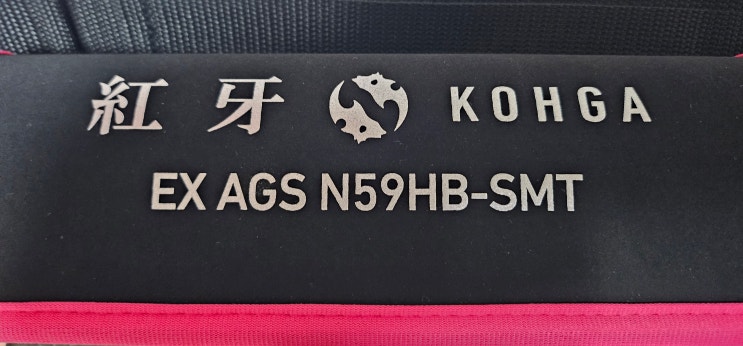 紅牙 KOHGA
EX AGS N59HB-SMT